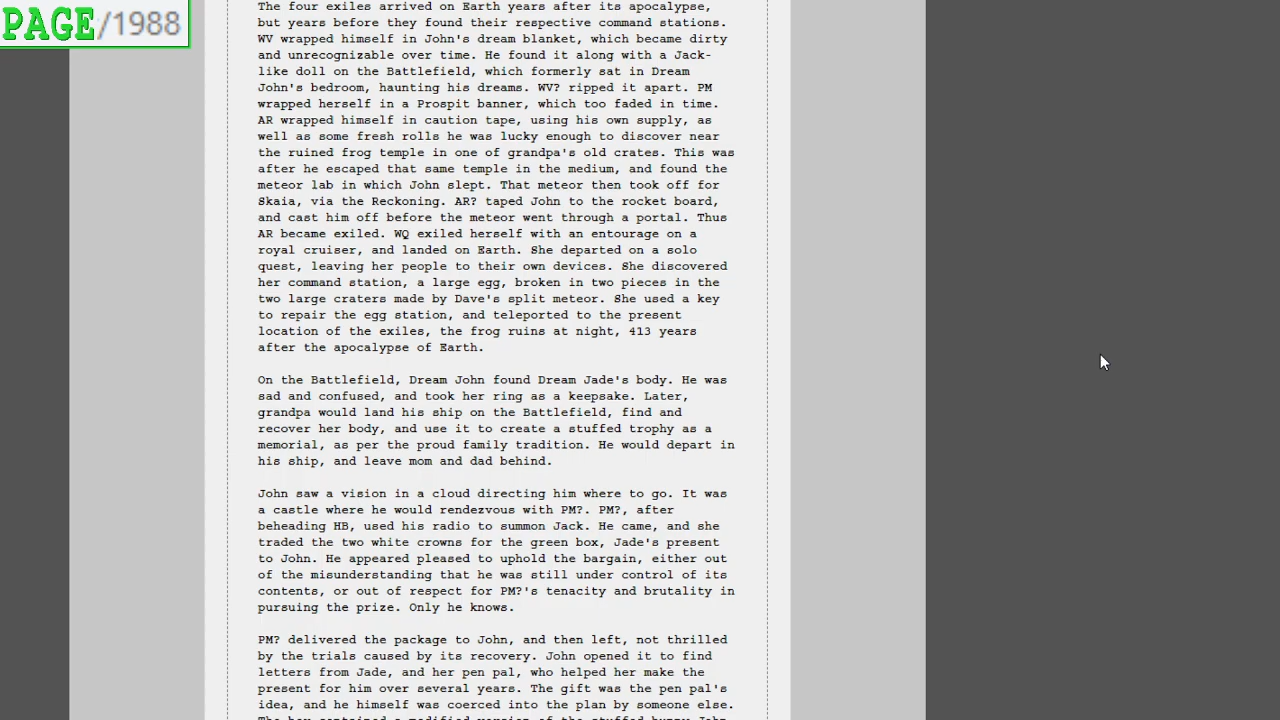 PAGE/1988
The four exiles arrived on Earth years after its apocalypse,
but years before they found their respective command stations.
WV wrapped himself in John's dream blanket, which became dirty
and unrecognizable over time. He found it along with a Jack-
like doll on the Battlefield, which formerly sat in Dream
John's bedroom, haunting his dreams. WV? ripped it apart. PM
wrapped herself in a Prospit banner, which too faded in time.
AR wrapped himself in caution tape, using his own supply, as
well as some fresh rolls he was lucky enough to discover near
the ruined frog temple in one of grandpa's old crates. This was
after he escaped that same temple in the medium, and found the
meteor lab in which John slept. That meteor then took off for
Skaia, via the Reckoning. AR? taped John to the rocket board,
and cast him off before the meteor went through a portal. Thus
AR became exiled. WQ exiled herself with an entourage on a
royal cruiser, and landed on Earth. She departed on a solo
quest, leaving her people to their own devices. She discovered
her command station, a large egg, broken in two pieces in the
two large craters made by Dave's split meteor. She used a key
to repair the egg station, and teleported to the present
location of the exiles, the frog ruins at night, 413 years
after the apocalypse of Earth.
On the Battlefield, Dream John found Dream Jade's body. He was
sad and confused, and took her ring as a keepsake. Later,
grandpa would land his ship on the Battlefield, find and
recover her body, and use it to create a stuffed trophy as a
memorial, as per the proud family tradition. He would depart in
his ship, and leave mom and dad behind.
John saw a vision in a cloud directing him where to go. It was
a castle where he would rendezvous with PM?. PM?, after
beheading HB, used his radio to summon Jack. He came, and she
traded the two white crowns for the green box, Jade's present
to John. He appeared pleased to uphold the bargain, either out
of the misunderstanding that he was still under control of its
contents, or out of respect for PM?'s tenacity and brutality in
pursuing the prize. Only he knows.
PM? delivered the package to John, and then left, not thrilled
by the trials caused by its recovery. John opened it to find
letters from Jade, and her pen pal, who helped her make the
present for him over several years. The gift was the pen pal's
idea, and he himself was coerced into the plan by someone else.
The box contained a modified version of the stuffed bunny John